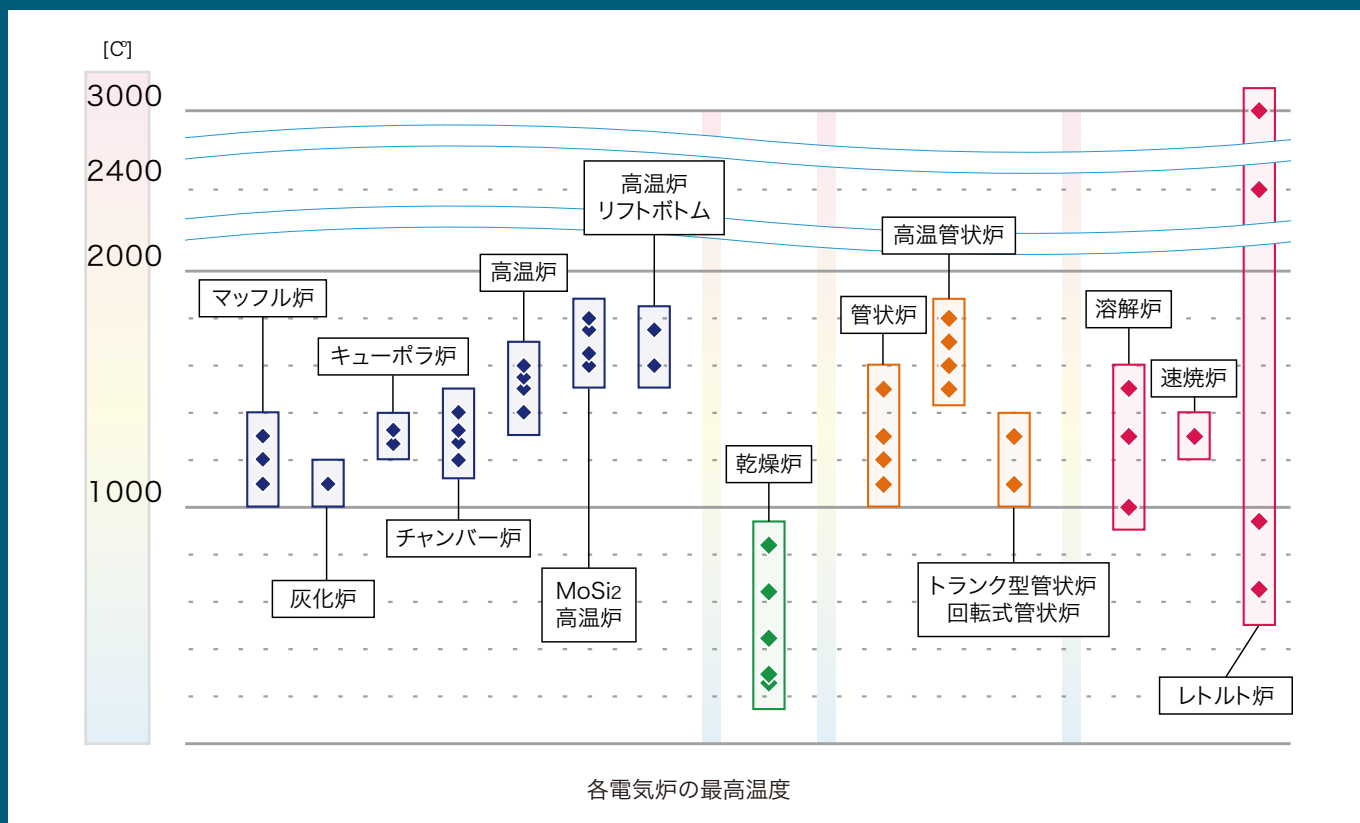 [C°]
3000
2400
2000
1000
マッフル炉
灰化炉
キューポラ炉
チャンバー炉
高温炉
MoSi2
高温炉
高温炉
リフトボトム
乾燥炉
管状炉
高温管状炉
トランク型管状炉
回転式管状炉
溶解炉
速焼炉
レトルト炉
各電気炉の最高温度